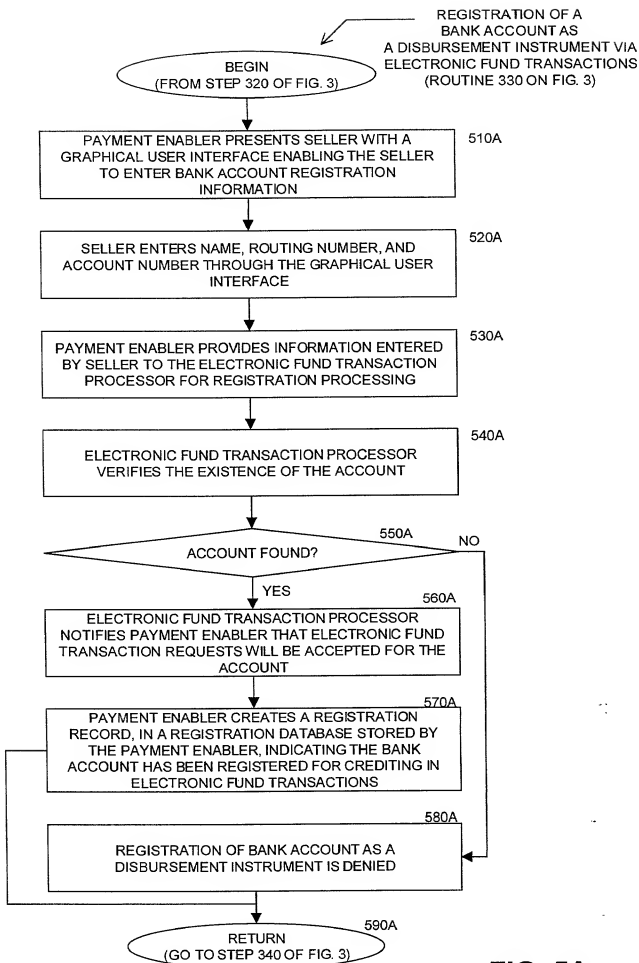 REGISTRATION OF A
BANK ACCOUNT AS
A DISBURSEMENT INSTRUMENT VIA
ELECTRONIC FUND TRANSACTIONS
(ROUTINE 330 ON FIG. 3)
BEGIN
(FROM STEP 320 OF FIG. 3)
510A
PAYMENT ENABLER PRESENTS SELLER WITH A
GRAPHICAL USER INTERFACE ENABLING THE SELLER
TO ENTER BANK ACCOUNT REGISTRATION
INFORMATION
520A
SELLER ENTERS NAME, ROUTING NUMBER, AND
ACCOUNT NUMBER THROUGH THE GRAPHICAL USER
INTERFACE
530A
PAYMENT ENABLER PROVIDES INFORMATION ENTERED
BY SELLER TO THE ELECTRONIC FUND TRANSACTION
PROCESSOR FOR REGISTRATION PROCESSING
540A
ELECTRONIC FUND TRANSACTION PROCESSOR
VERIFIES THE EXISTENCE OF THE ACCOUNT
550A
ACCOUNT FOUND?
NO
YES
560A
ELECTRONIC FUND TRANSACTION PROCESSOR
NOTIFIES PAYMENT ENABLER THAT ELECTRONIC FUND
TRANSACTION REQUESTS WILL BE ACCEPTED FOR THE
ACCOUNT
570A
PAYMENT ENABLER CREATES A REGISTRATION
RECORD, IN A REGISTRATION DATABASE STORED BY
THE PAYMENT ENABLER, INDICATING THE BANK
ACCOUNT HAS BEEN REGISTERED FOR CREDITING IN
ELECTRONIC FUND TRANSACTIONS
580A
REGISTRATION OF BANK ACCOUNT AS A
DISBURSEMENT INSTRUMENT IS DENIED
590A
RETURN
(GO TO STEP 340 OF FIG. 3)